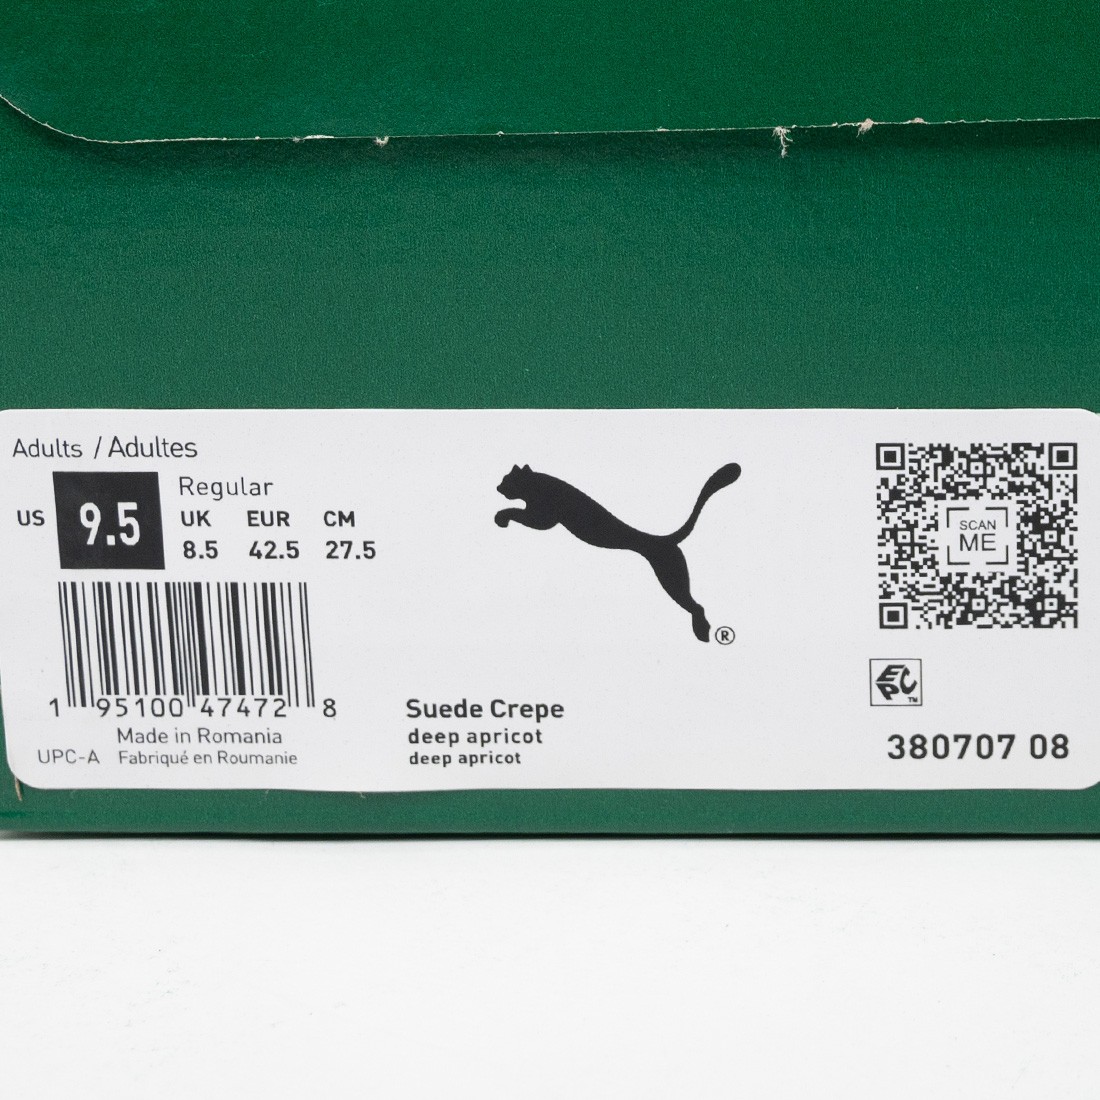 Adults / Adultes
US 9.5 Regular
UK EUR CM
8.5 42.5 27.5
1 95100 47472 8
Made in Romania
UPC-A Fabriqué en Roumanie
®
Suede Crepe
deep apricot
deep apricot
SCAN
ME
EPC™
380707 08